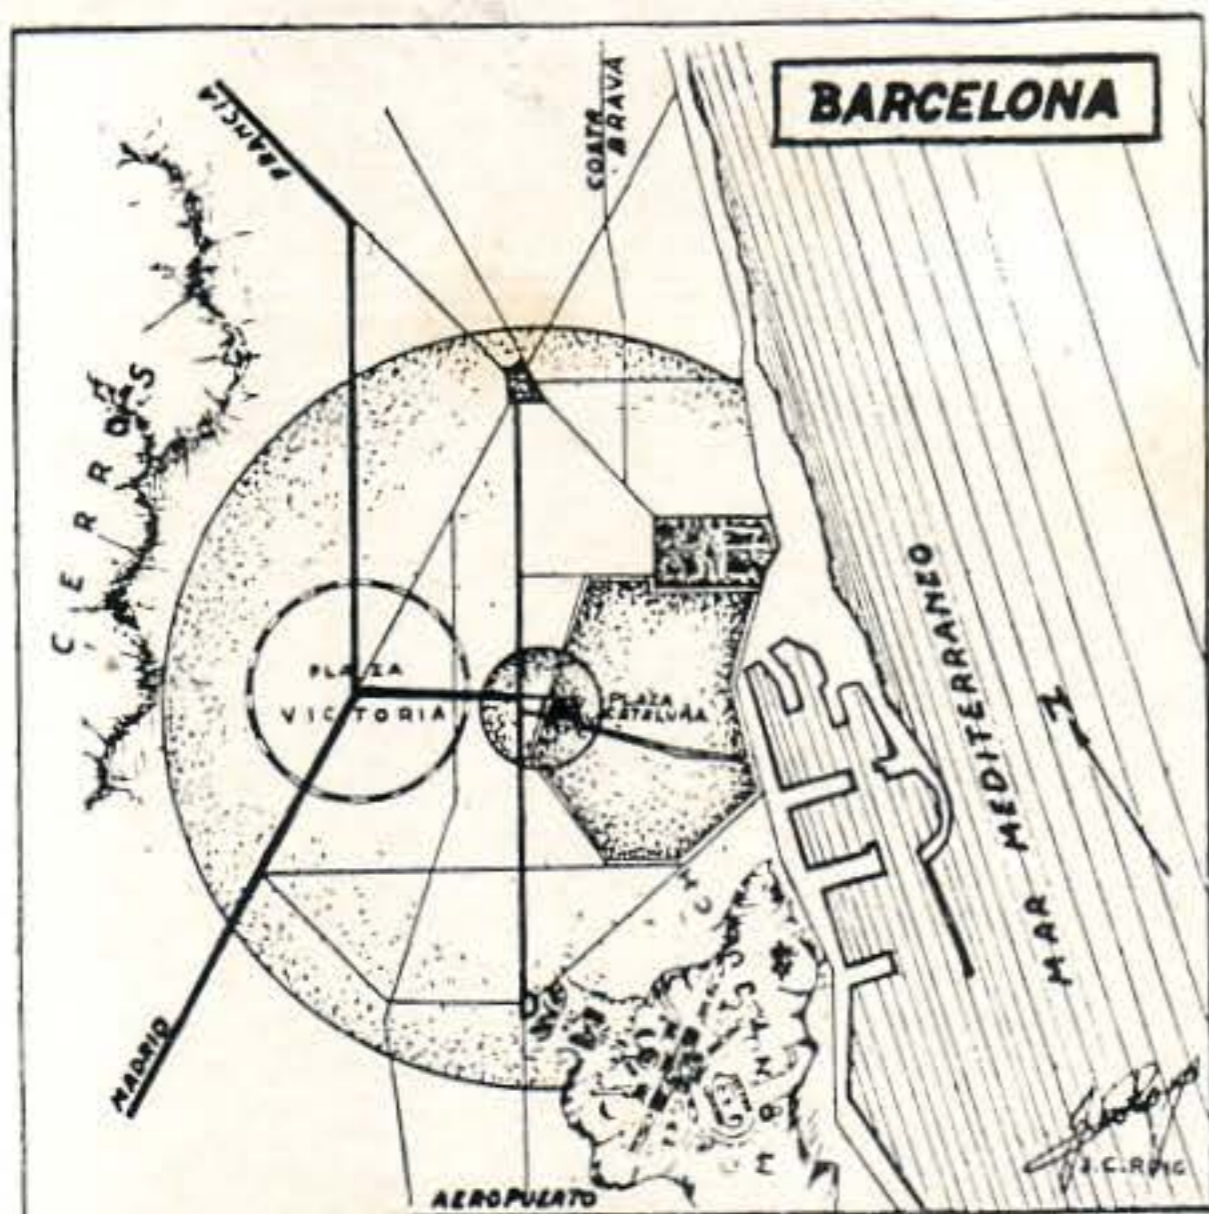 BARCELONA
FRANCIA
COSTA
BRAVA
CERROS
PLAZA
VICTORIA
PLAZA
CATALUÑA
MAR MEDITERRANEO
MADRID
J.C.ROIG
AEROPUERTO